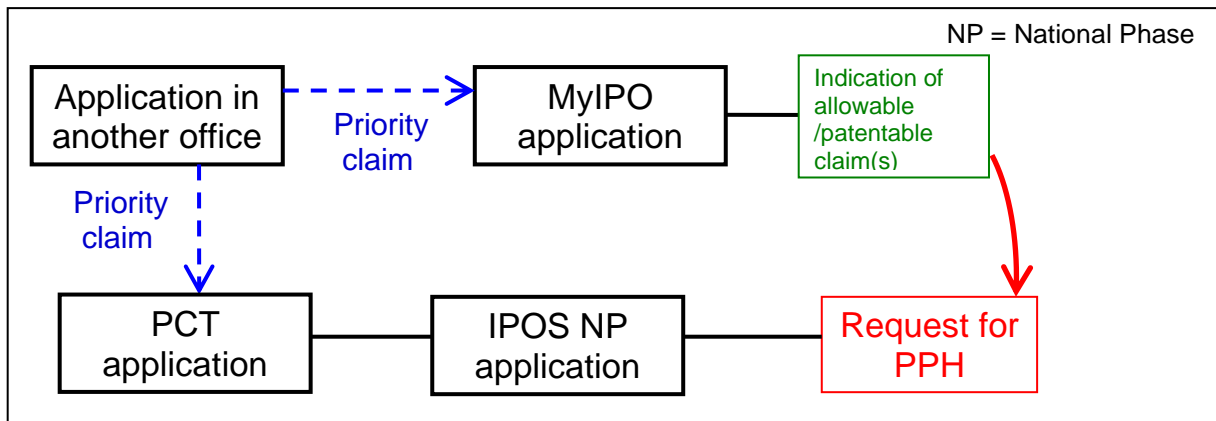 NP = National Phase
Application in
another office
Priority
claim
MyIPO
application
Indication of
allowable
/patentable
claim(s)
Priority
claim
PCT
application
IPOS NP
application
Request for
PPH